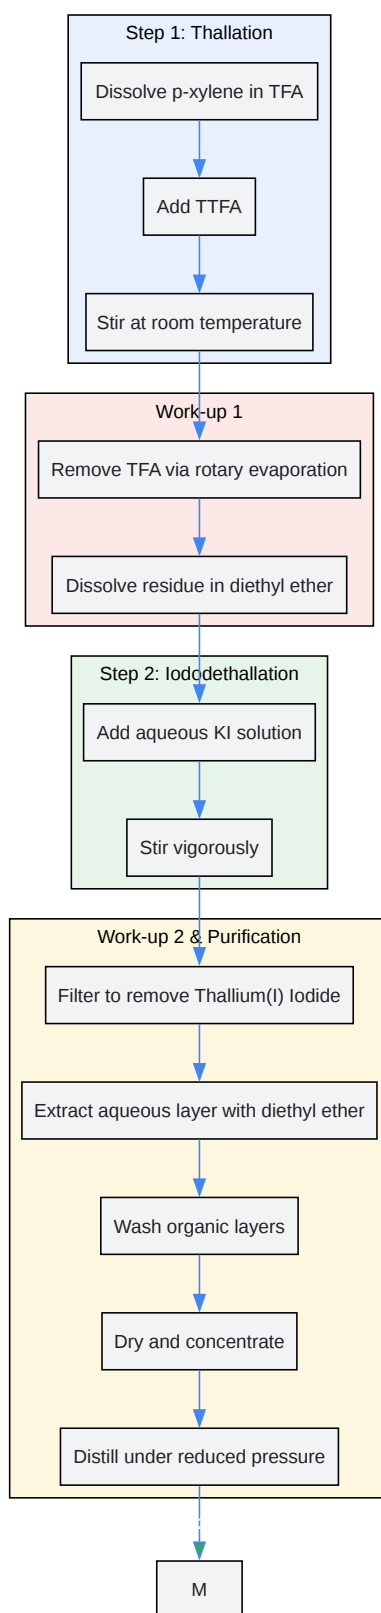 Step 1: Thallation
Dissolve p-xylene in TFA
Add TTFA
Stir at room temperature
Work-up 1
Remove TFA via rotary evaporation
Dissolve residue in diethyl ether
Step 2: Iododethallation
Add aqueous KI solution
Stir vigorously
Work-up 2 & Purification
Filter to remove Thallium(I) Iodide
Extract aqueous layer with diethyl ether
Wash organic layers
Dry and concentrate
Distill under reduced pressure
M